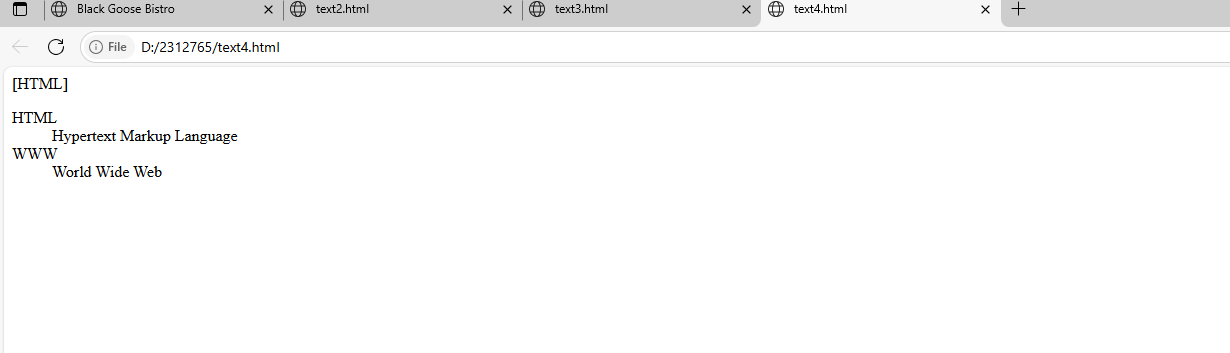 Black Goose Bistro
text2.html
text3.html
text4.html
File D:/2312765/text4.html
[HTML]
HTML
Hypertext Markup Language
WWW
World Wide Web